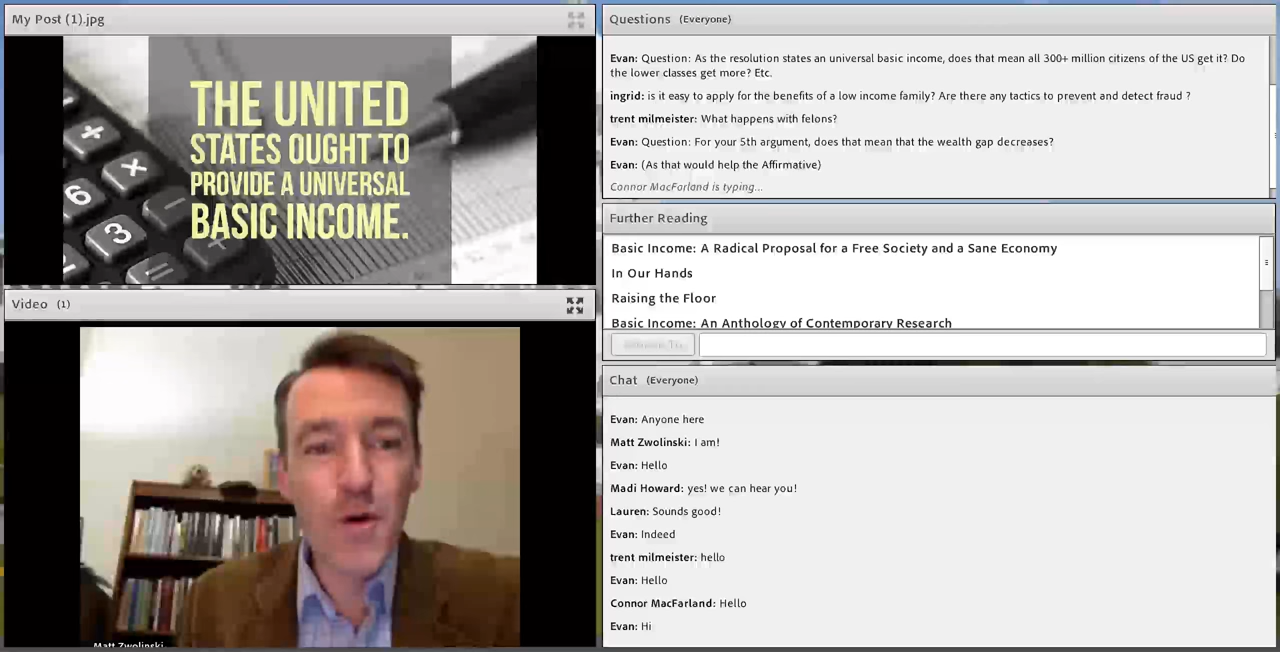 My Post (1).jpg
THE UNITED
STATES OUGHT TO
PROVIDE A UNIVERSAL
BASIC INCOME.
Video (1)
Matt Zwolinski
Questions (Everyone)
Evan: Question: As the resolution states an universal basic income, does that mean all 300+ million citizens of the US get it? Do
the lower classes get more? Etc.
ingrid: is it easy to apply for the benefits of a low income family? Are there any tactics to prevent and detect fraud ?
trent milmeister: What happens with felons?
Evan: Question: For your 5th argument, does that mean that the wealth gap decreases?
Evan: (As that would help the Affirmative)
Connor MacFarland is typing...
Further Reading
Basic Income: A Radical Proposal for a Free Society and a Sane Economy
In Our Hands
Raising the Floor
Basic Income: An Anthology of Contemporary Research
Chat (Everyone)
Evan: Anyone here
Matt Zwolinski: I am!
Evan: Hello
Madi Howard: yes! we can hear you!
Lauren: Sounds good!
Evan: Indeed
trent milmeister: hello
Evan: Hello
Connor MacFarland: Hello
Evan: Hi